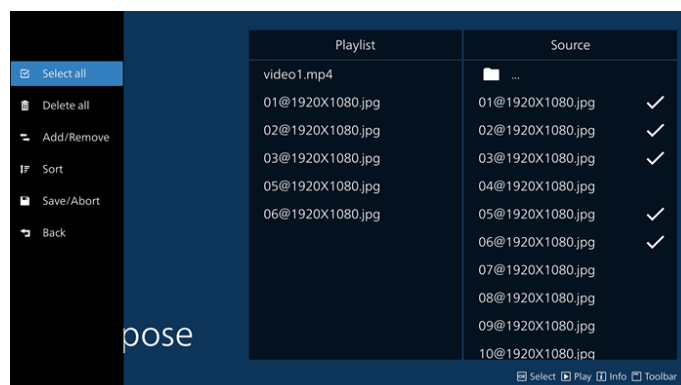 Select all
Delete all
Add/Remove
Sort
Save/Abort
Back
pose
Playlist
video1.mp4
01@1920X1080.jpg
02@1920X1080.jpg
03@1920X1080.jpg
05@1920X1080.jpg
06@1920X1080.jpg
Source
...
01@1920X1080.jpg
02@1920X1080.jpg
03@1920X1080.jpg
04@1920X1080.jpg
05@1920X1080.jpg
06@1920X1080.jpg
07@1920X1080.jpg
08@1920X1080.jpg
09@1920X1080.jpg
10@1920X1080.jpg
OK Select Play Info Toolbar